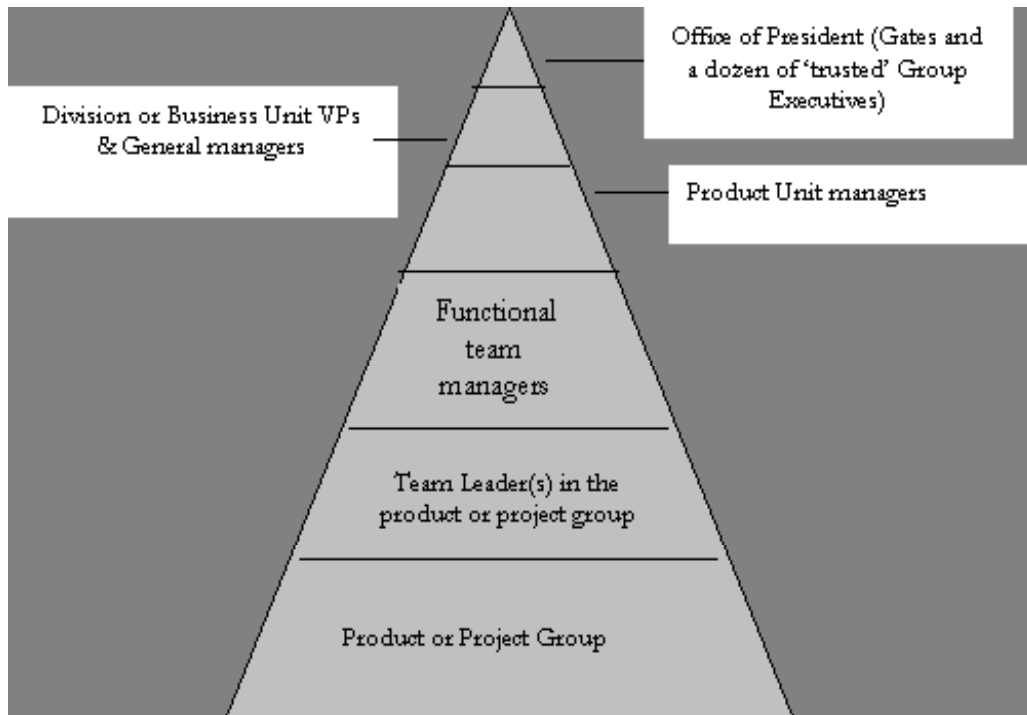 Office of President (Gates and
a dozen of ‘trusted’ Group
Executives)
Division or Business Unit VPs
& General managers
Product Unit managers
Functional
team
managers
Team Leader(s) in the
product or project group
Product or Project Group